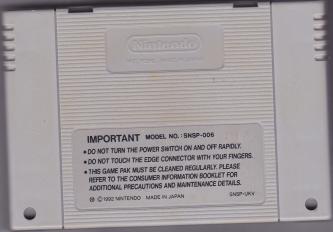 Nintendo
IMPORTANT MODEL NO.: SNSP-006
• DO NOT TURN THE POWER SWITCH ON AND OFF RAPIDLY.
• DO NOT TOUCH THE EDGE CONNECTOR WITH YOUR FINGERS.
• THIS GAME PAK MUST BE CLEANED REGULARLY. PLEASE
REFER TO THE CONSUMER INFORMATION BOOKLET FOR
ADDITIONAL PRECAUTIONS AND MAINTENANCE DETAILS.
© 1992 NINTENDO MADE IN JAPAN SNSP-UKV